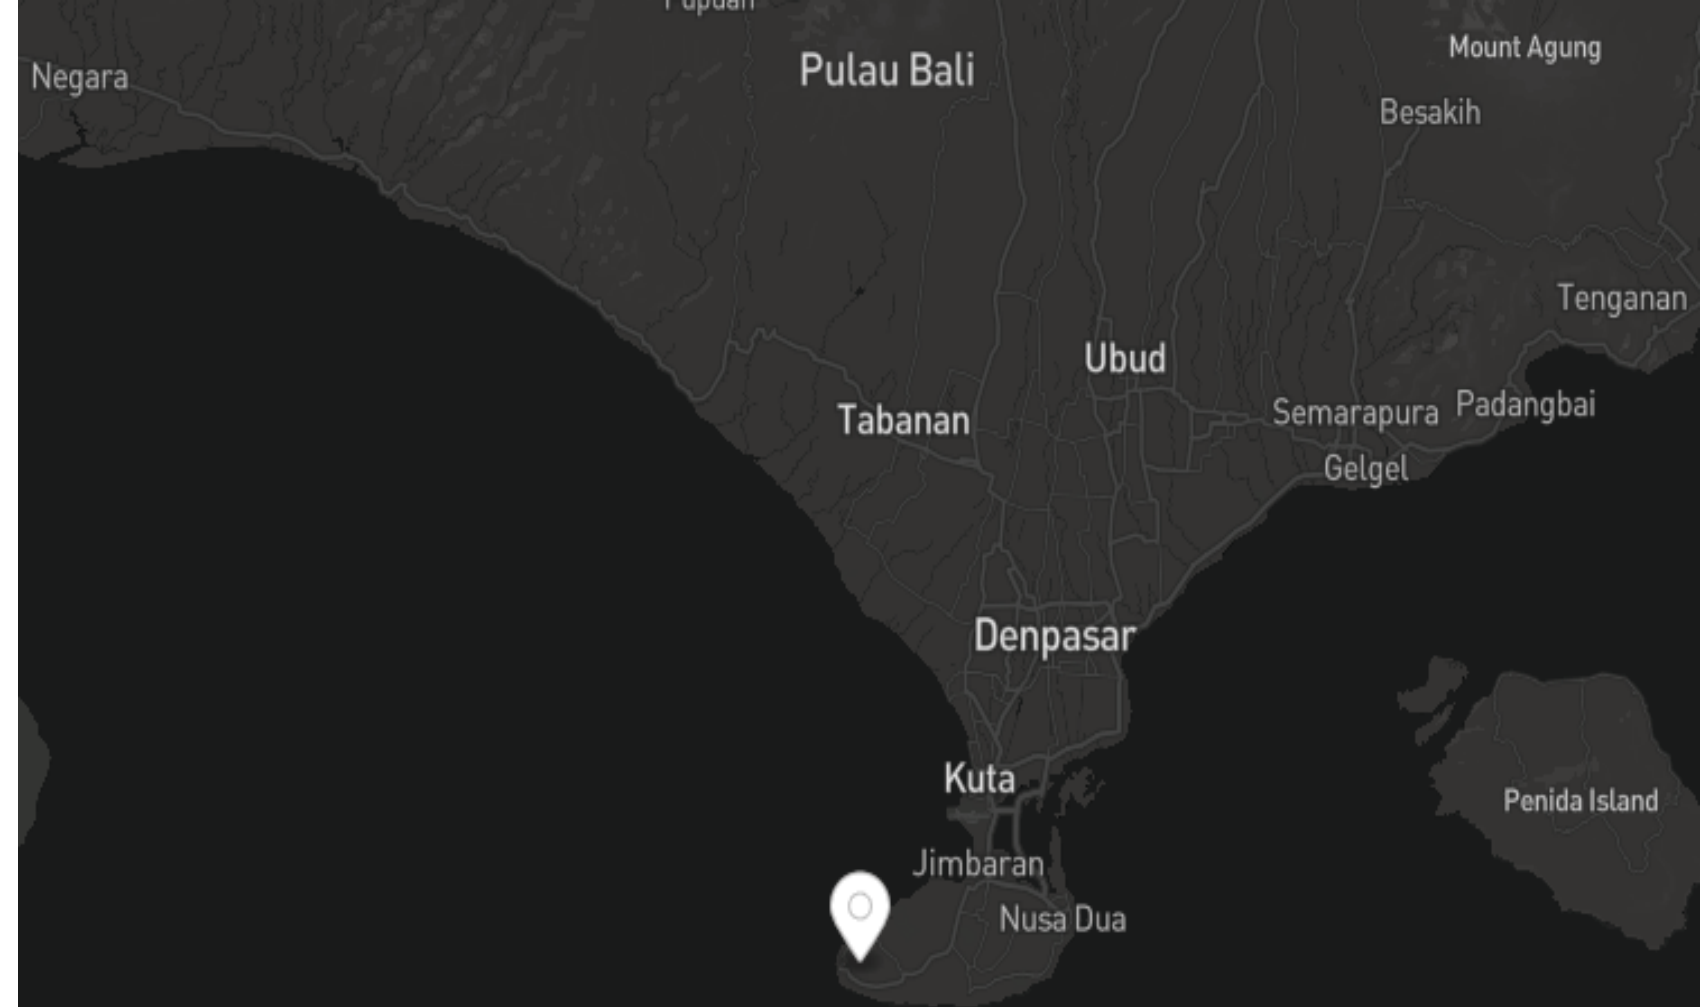 Pupuan
Pulau Bali
Mount Agung
Negara
Besakih
Tenganan
Ubud
Tabanan
Semarapura
Padangbai
Gelgel
Denpasar
Kuta
Penida Island
Jimbaran
Nusa Dua